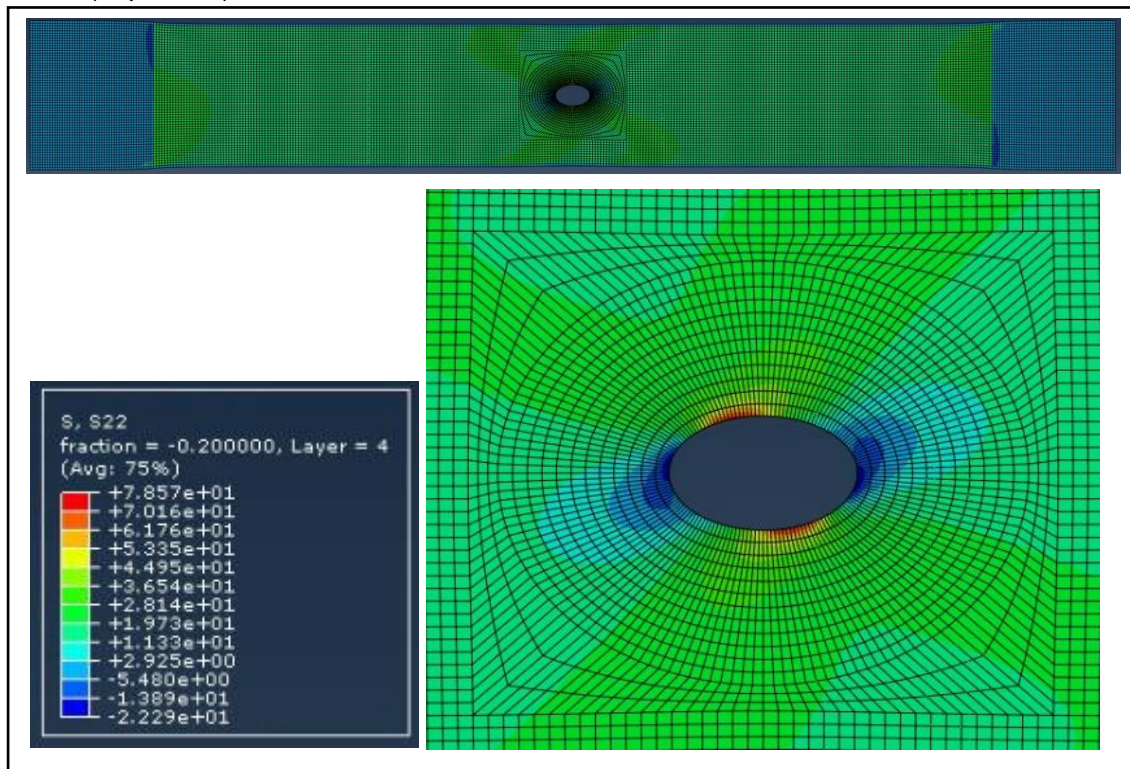 S, S22
fraction = -0.200000, Layer = 4
(Avg: 75%)
+7.857e+01
+7.016e+01
+6.176e+01
+5.335e+01
+4.495e+01
+3.654e+01
+2.814e+01
+1.973e+01
+1.133e+01
+2.925e+00
-5.480e+00
-1.389e+01
-2.229e+01